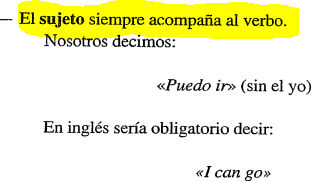 — El sujeto siempre acompaña al verbo.
Nosotros decimos:
«Puedo ir» (sin el yo)
En inglés sería obligatorio decir:
«I can go»